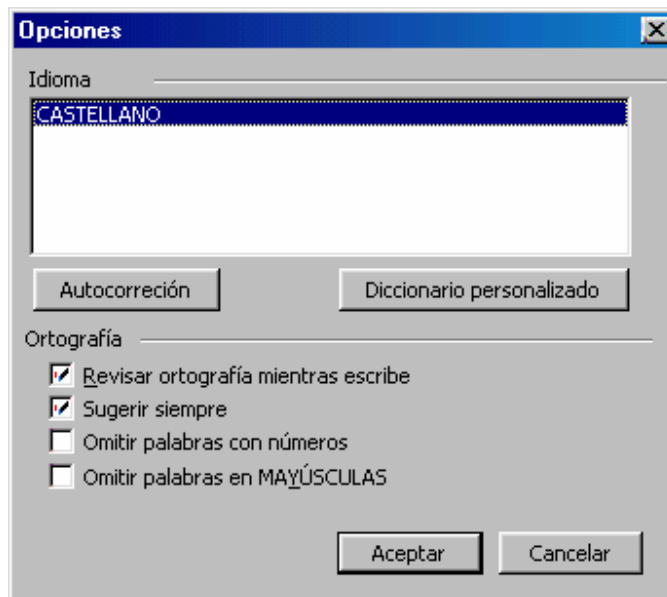 Opciones
Idioma
CASTELLANO
Autocorreción
Diccionario personalizado
Ortografía
Revisar ortografía mientras escribe
Sugerir siempre
Omitir palabras con números
Omitir palabras en MAYÚSCULAS
Aceptar
Cancelar